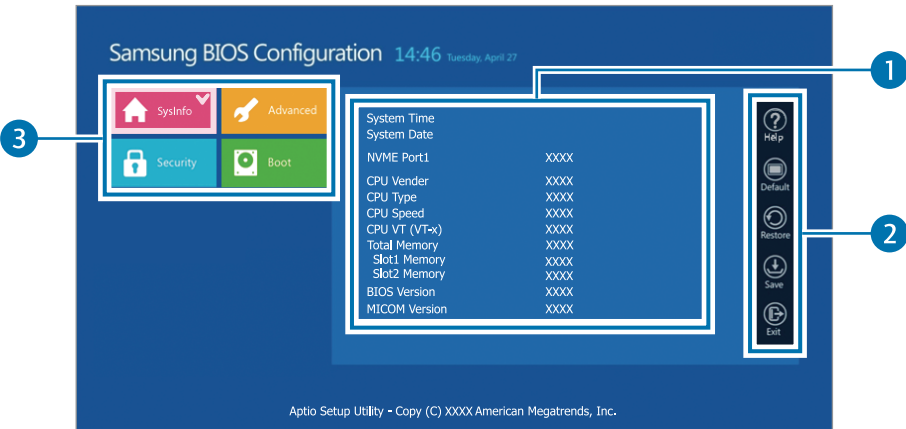 Samsung BIOS Configuration 14:46 Tuesday, April 27
1
3
SysInfo
Advanced
Security
Boot
System Time
System Date
NVME Port1 XXXX
CPU Vender XXXX
CPU Type XXXX
CPU Speed XXXX
CPU VT (VT-x) XXXX
Total Memory XXXX
Slot1 Memory XXXX
Slot2 Memory XXXX
BIOS Version XXXX
MICOM Version XXXX
Help
Default
Restore
Save
Exit
2
Aptio Setup Utility - Copy (C) XXXX American Megatrends, Inc.